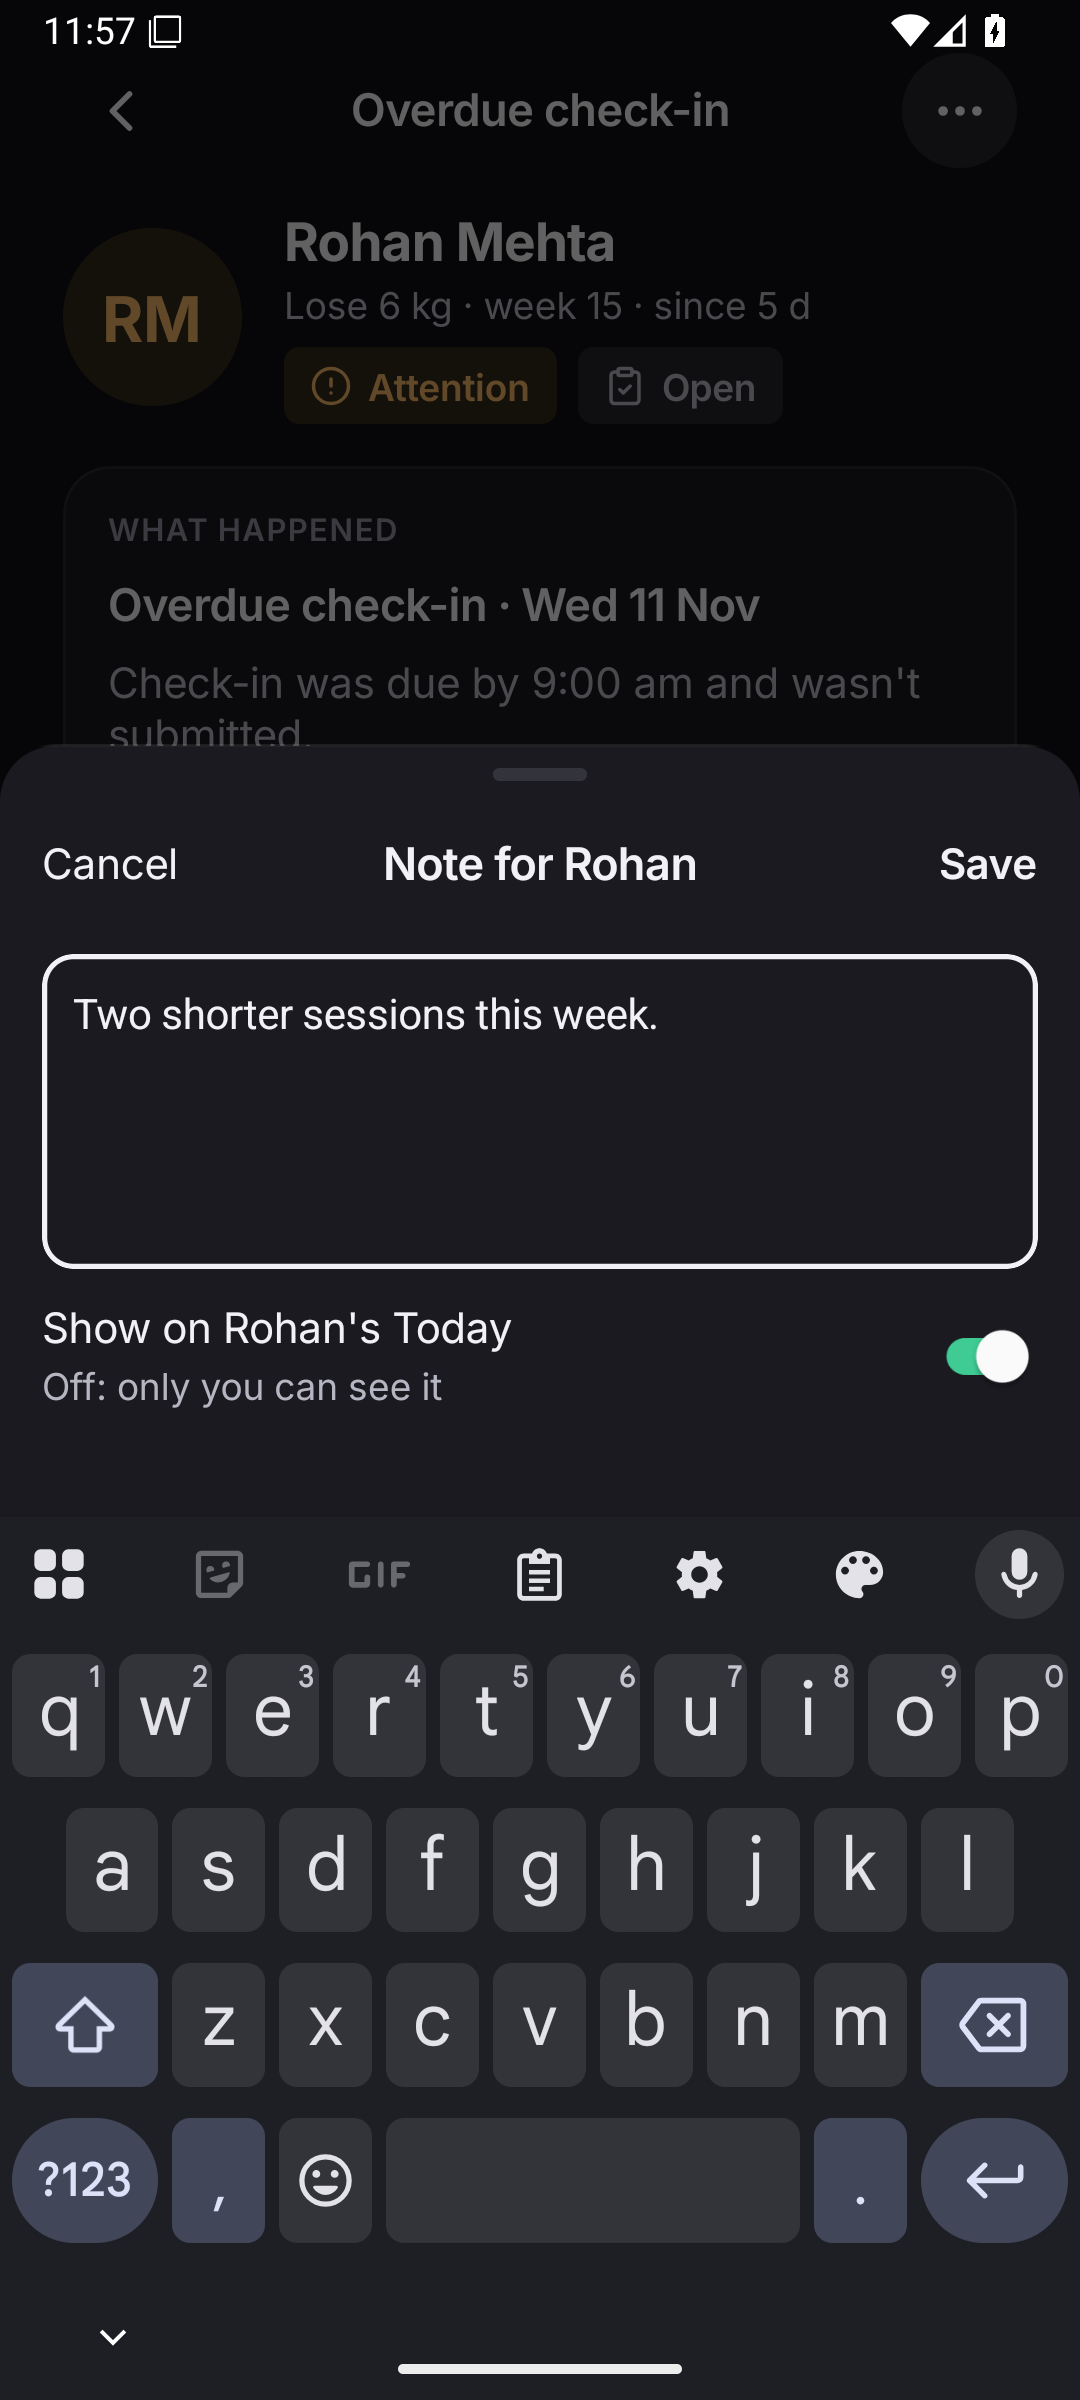 11:57
Overdue check-in
RM
Rohan Mehta
Lose 6 kg · week 15 · since 5 d
Attention
Open
WHAT HAPPENED
Overdue check-in · Wed 11 Nov
Check-in was due by 9:00 am and wasn't
submitted.
Cancel
Note for Rohan
Save
Two shorter sessions this week.
Show on Rohan's Today
Off: only you can see it
GIF
q 1 w 2 e 3 r 4 t 5 y 6 u 7 i 8 o 9 p 0
a s d f g h j k l
z x c v b n m
?123 , .